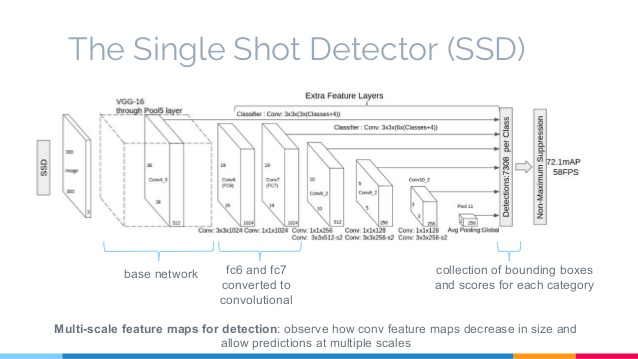 The Single Shot Detector (SSD)
Extra Feature Layers
VGG-16
through Pool5 layer
Classifier : Conv: 3x3x(3x(Classes+4))
Classifier : Conv: 3x3x(6x(Classes+4))
SSD
300
Image
300
3
38
Conv4_3
38
512
19
Conv6
(FC6)
19
1024
19
Conv7
(FC7)
19
1024
10
Conv8_2
10
512
5
Conv9_2
5
256
Conv10_2
3
256
Pool 11
256
Conv: 3x3x1024
Conv: 1x1x1024
Conv: 1x1x256
Conv: 3x3x512-s2
Conv: 1x1x128
Conv: 3x3x256-s2
Conv: 1x1x128
Conv: 3x3x256-s2
Avg Pooling:Global
Detections:7308 per Class
Non-Maximum Suppression
72.1mAP
58FPS
base network
fc6 and fc7
converted to
convolutional
collection of bounding boxes
and scores for each category
Multi-scale feature maps for detection: observe how conv feature maps decrease in size and
allow predictions at multiple scales